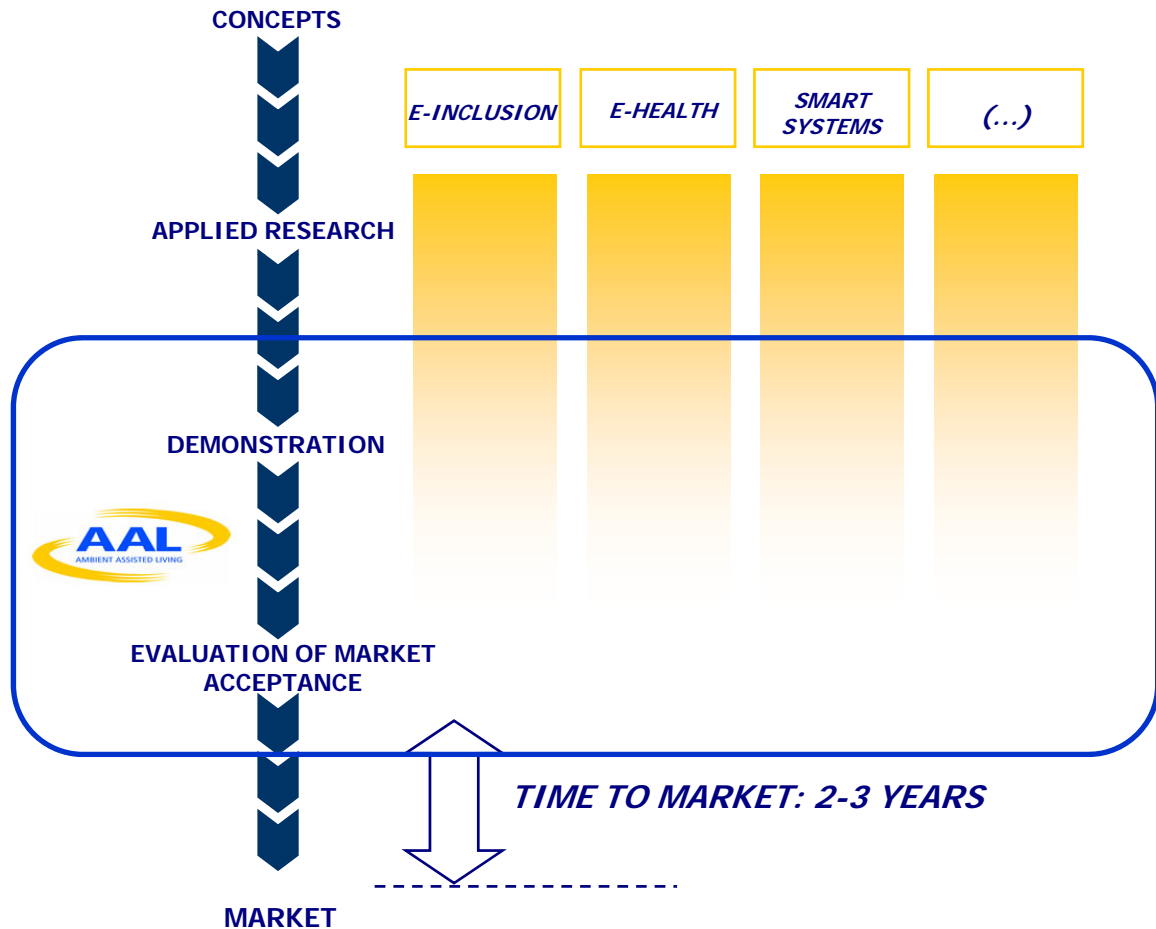 CONCEPTS
E-INCLUSION
E-HEALTH
SMART
SYSTEMS
(...)
APPLIED RESEARCH
DEMONSTRATION
AAL
AMBIENT ASSISTED LIVING
EVALUATION OF MARKET
ACCEPTANCE
TIME TO MARKET: 2-3 YEARS
MARKET